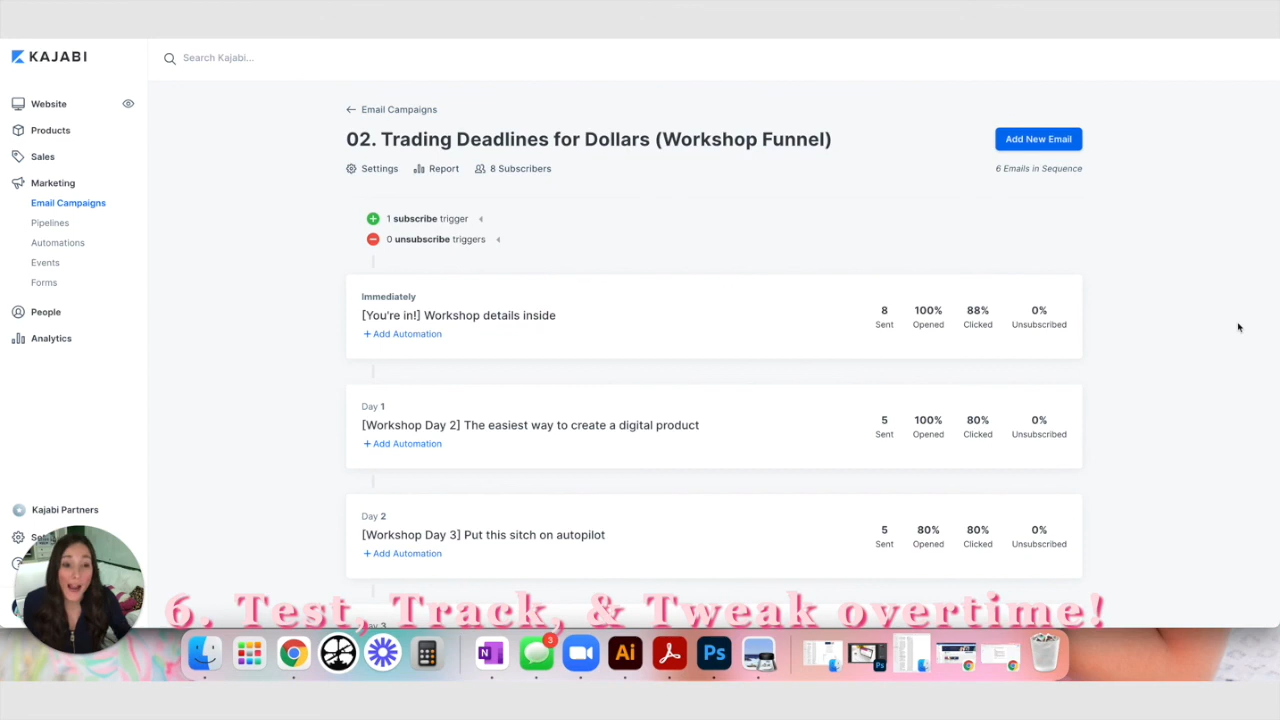 KAJABI
Search Kajabi...
Website
Products
Sales
Marketing
Email Campaigns
Pipelines
Automations
Events
Forms
People
Analytics
Kajabi Partners
← Email Campaigns
02. Trading Deadlines for Dollars (Workshop Funnel)
Add New Email
Settings Report 8 Subscribers
6 Emails in Sequence
1 subscribe trigger
0 unsubscribe triggers
Immediately
[You're in!] Workshop details inside
+ Add Automation
8 100% 88% 0%
Sent Opened Clicked Unsubscribed
Day 1
[Workshop Day 2] The easiest way to create a digital product
+ Add Automation
5 100% 80% 0%
Sent Opened Clicked Unsubscribed
Day 2
[Workshop Day 3] Put this sitch on autopilot
+ Add Automation
5 80% 80% 0%
Sent Opened Clicked Unsubscribed
Day 3
6. Test, Track, & Tweak overtime!
N
3
Ai
Ps